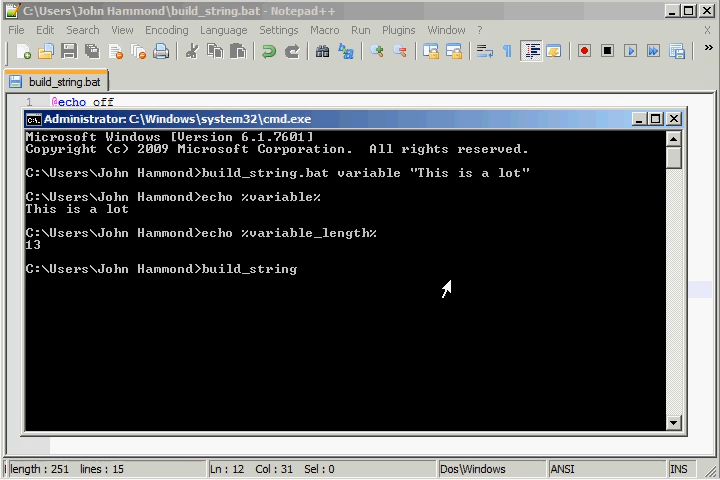 C:\Users\John Hammond\build_string.bat - Notepad++
File Edit Search View Encoding Language Settings Macro Run Plugins Window ? X
build_string.bat
1 @echo off
Administrator: C:\Windows\system32\cmd.exe
Microsoft Windows [Version 6.1.7601]
Copyright (c) 2009 Microsoft Corporation.  All rights reserved.
C:\Users\John Hammond>build_string.bat variable "This is a lot"
C:\Users\John Hammond>echo %variable%
This is a lot
C:\Users\John Hammond>echo %variable_length%
13
C:\Users\John Hammond>build_string
length : 251 lines : 15 Ln : 12 Col : 31 Sel : 0 Dos\Windows ANSI INS